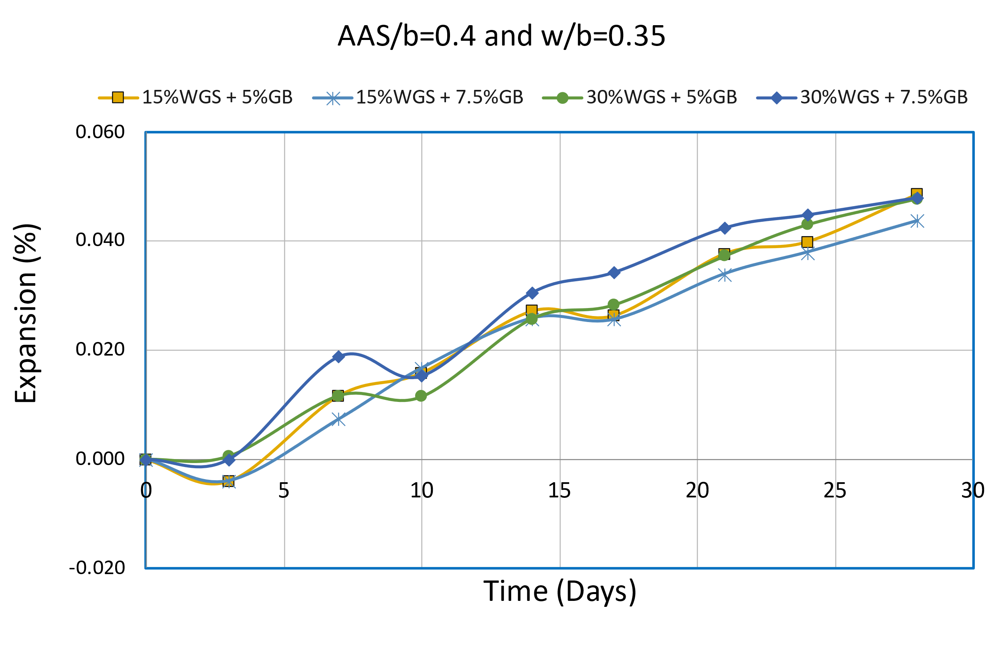 AAS/b=0.4 and w/b=0.35
15%WGS + 5%GB 15%WGS + 7.5%GB 30%WGS + 5%GB 30%WGS + 7.5%GB
0.060
0.040
0.020
0.000
-0.020
Expansion (%)
0 5 10 15 20 25 30
Time (Days)